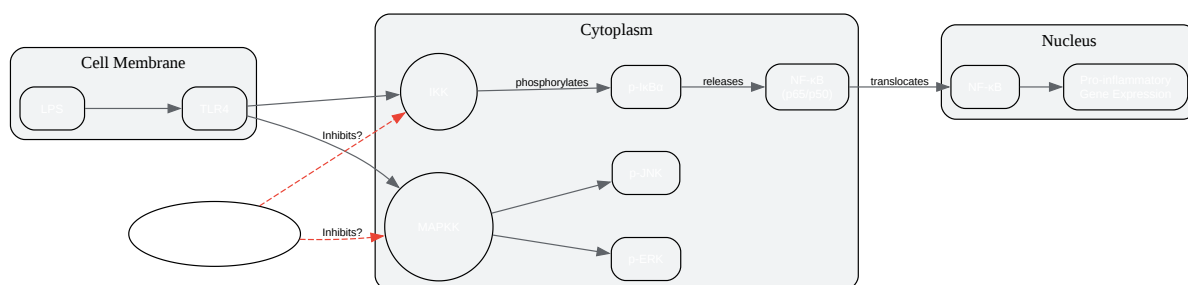 Cell Membrane
LPS
TLR4
Cytoplasm
IKK
phosphorylates
p-IκBα
releases
NF-κB
(p65/p50)
translocates
Nucleus
NF-κB
Pro-inflammatory
Gene Expression
Inhibits?
p-JNK
MAPKK
Inhibits?
p-ERK